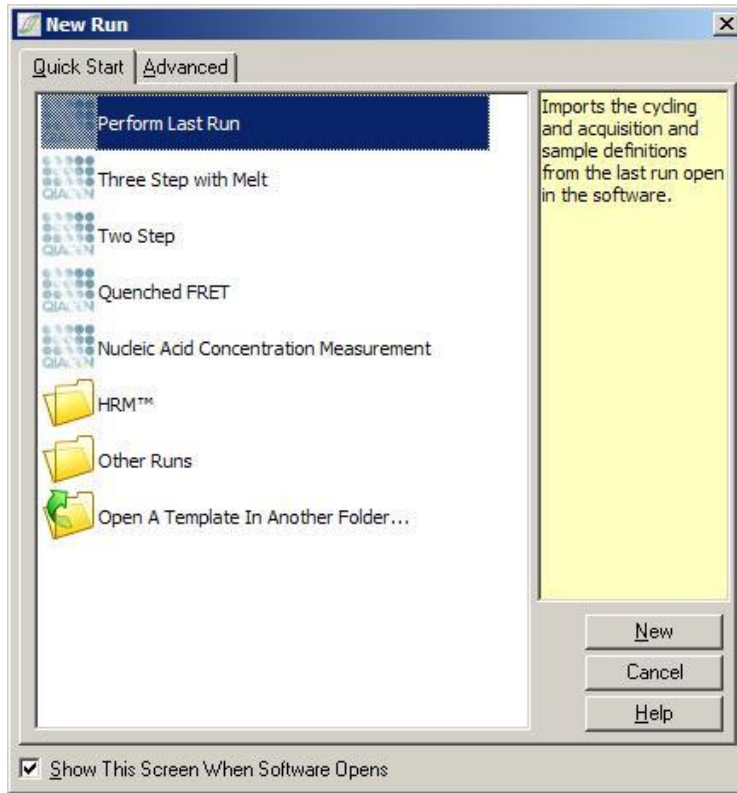 New Run
Quick Start
Advanced
Perform Last Run
Three Step with Melt
Two Step
Quenched FRET
Nucleic Acid Concentration Measurement
HRM™
Other Runs
Open A Template In Another Folder...
Imports the cycling
and acquisition and
sample definitions
from the last run open
in the software.
New
Cancel
Help
Show This Screen When Software Opens